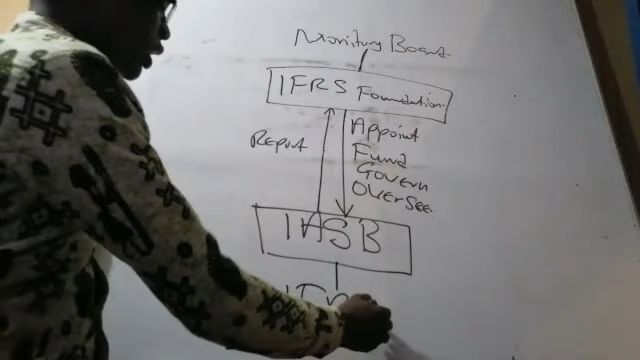 Monitoring Board
IFRS Foundation
Report
Appoint
Fund
Govern
Oversee
IASB